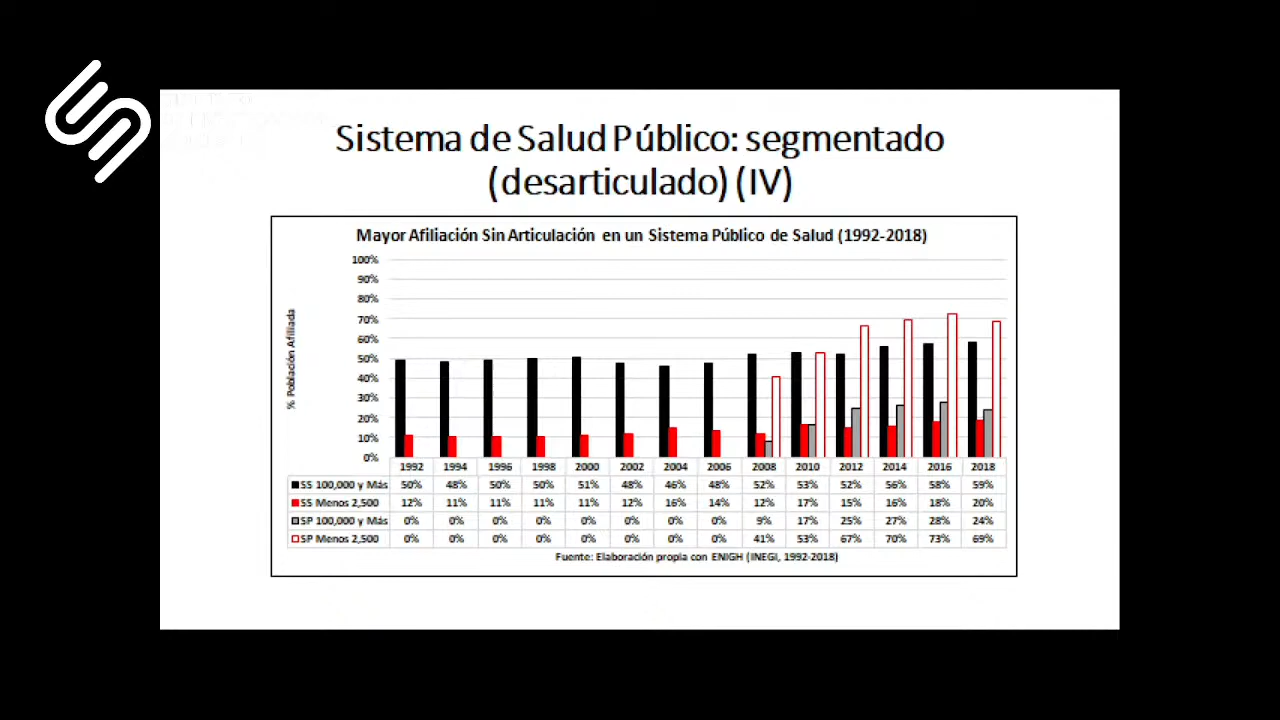 Sistema de Salud Público: segmentado
(desarticulado) (IV)
Mayor Afiliación Sin Articulación en un Sistema Público de Salud (1992-2018)
% Población Afiliada
100%
90%
80%
70%
60%
50%
40%
30%
20%
10%
0%
1992 1994 1996 1998 2000 2002 2004 2006 2008 2010 2012 2014 2016 2018
SS 100,000 y Más 50% 48% 50% 50% 51% 48% 46% 48% 52% 53% 52% 56% 58% 59%
SS Menos 2,500 12% 11% 11% 11% 11% 12% 16% 14% 12% 17% 15% 16% 18% 20%
SP 100,000 y Más 0% 0% 0% 0% 0% 0% 0% 0% 9% 17% 25% 27% 28% 24%
SP Menos 2,500 0% 0% 0% 0% 0% 0% 0% 0% 41% 53% 67% 70% 73% 69%
Fuente: Elaboración propia con ENIGH (INEGI, 1992-2018)